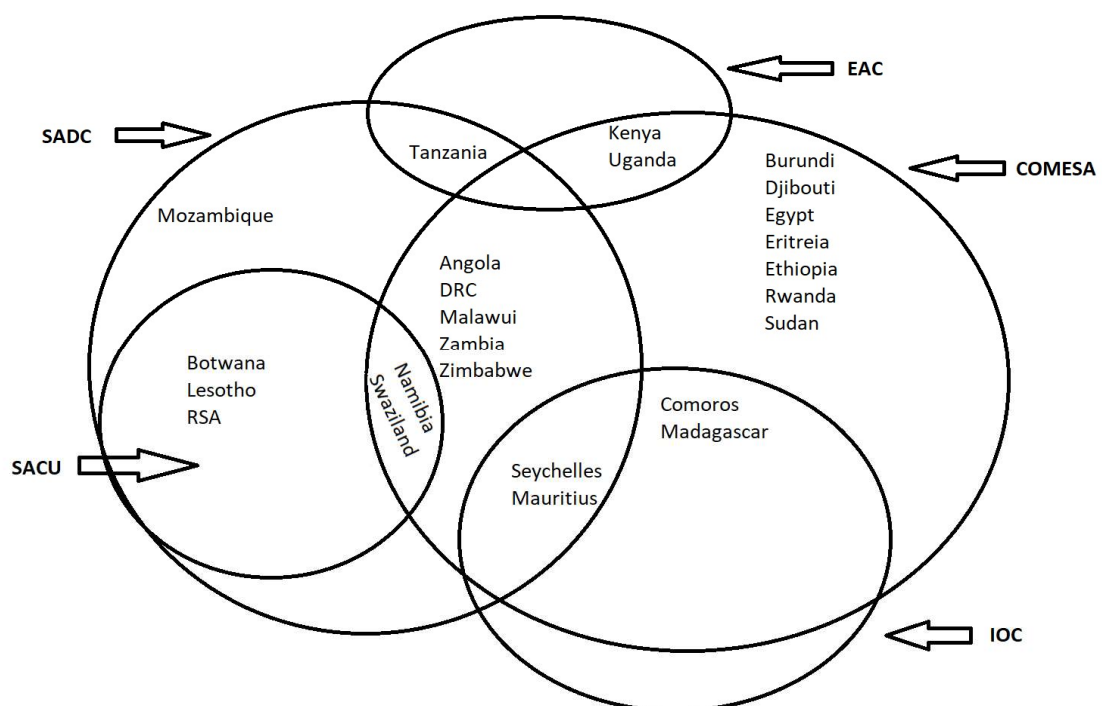 EAC
SADC
Kenya
Uganda
Tanzania
Burundi
Djibouti
Egypt
Eritreia
Ethiopia
Rwanda
Sudan
COMESA
Mozambique
Angola
DRC
Malawui
Zambia
Zimbabwe
Botwana
Lesotho
RSA
Namibia
Swaziland
Comoros
Madagascar
SACU
Seychelles
Mauritius
IOC